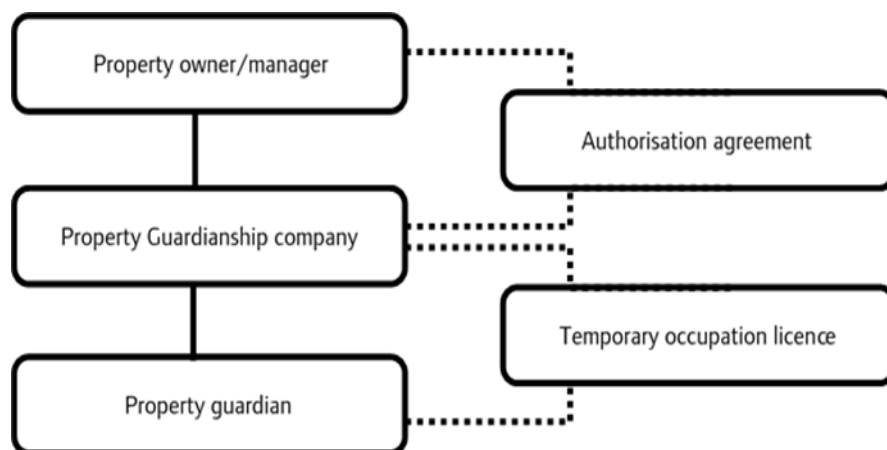 Property owner/manager
Authorisation agreement
Property Guardianship company
Temporary occupation licence
Property guardian